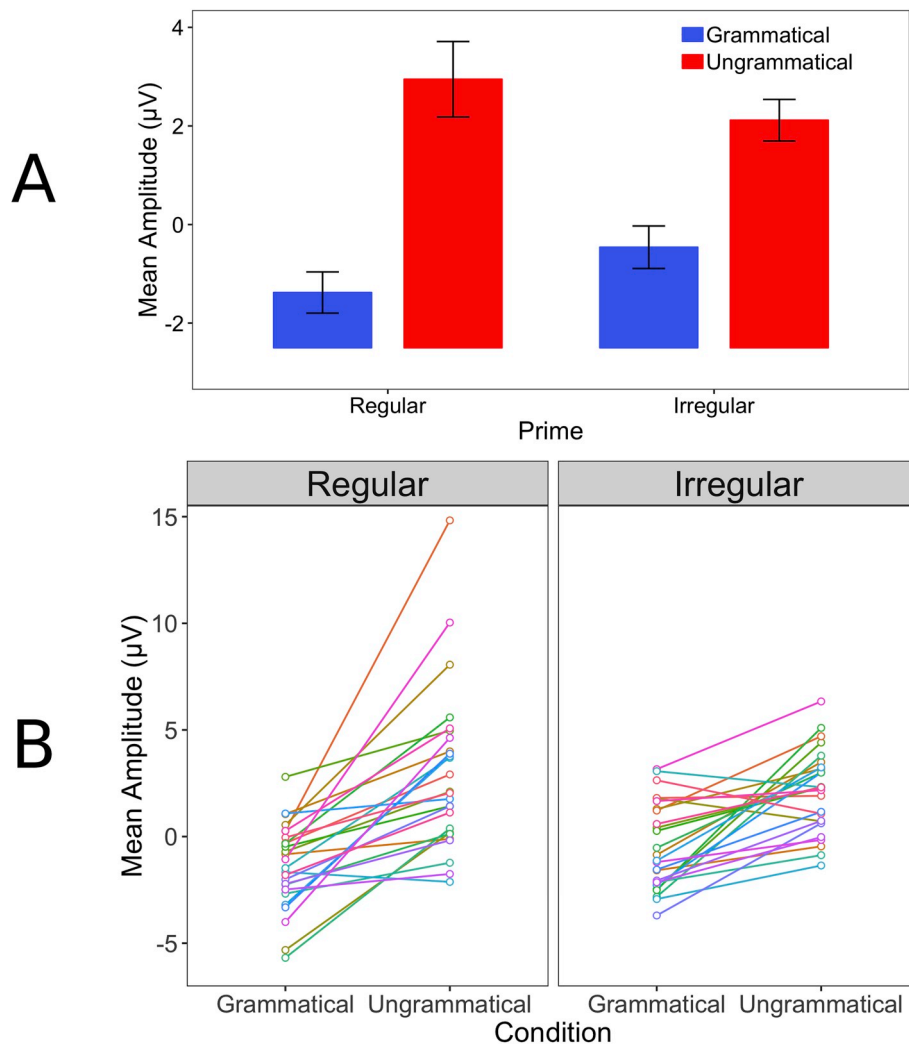 A
Mean Amplitude (µV)
4
2
0
-2
Grammatical
Ungrammatical
Regular Irregular
Prime
B
Mean Amplitude (µV)
Regular Irregular
15
10
5
0
-5
Grammatical Ungrammatical Grammatical Ungrammatical
Condition